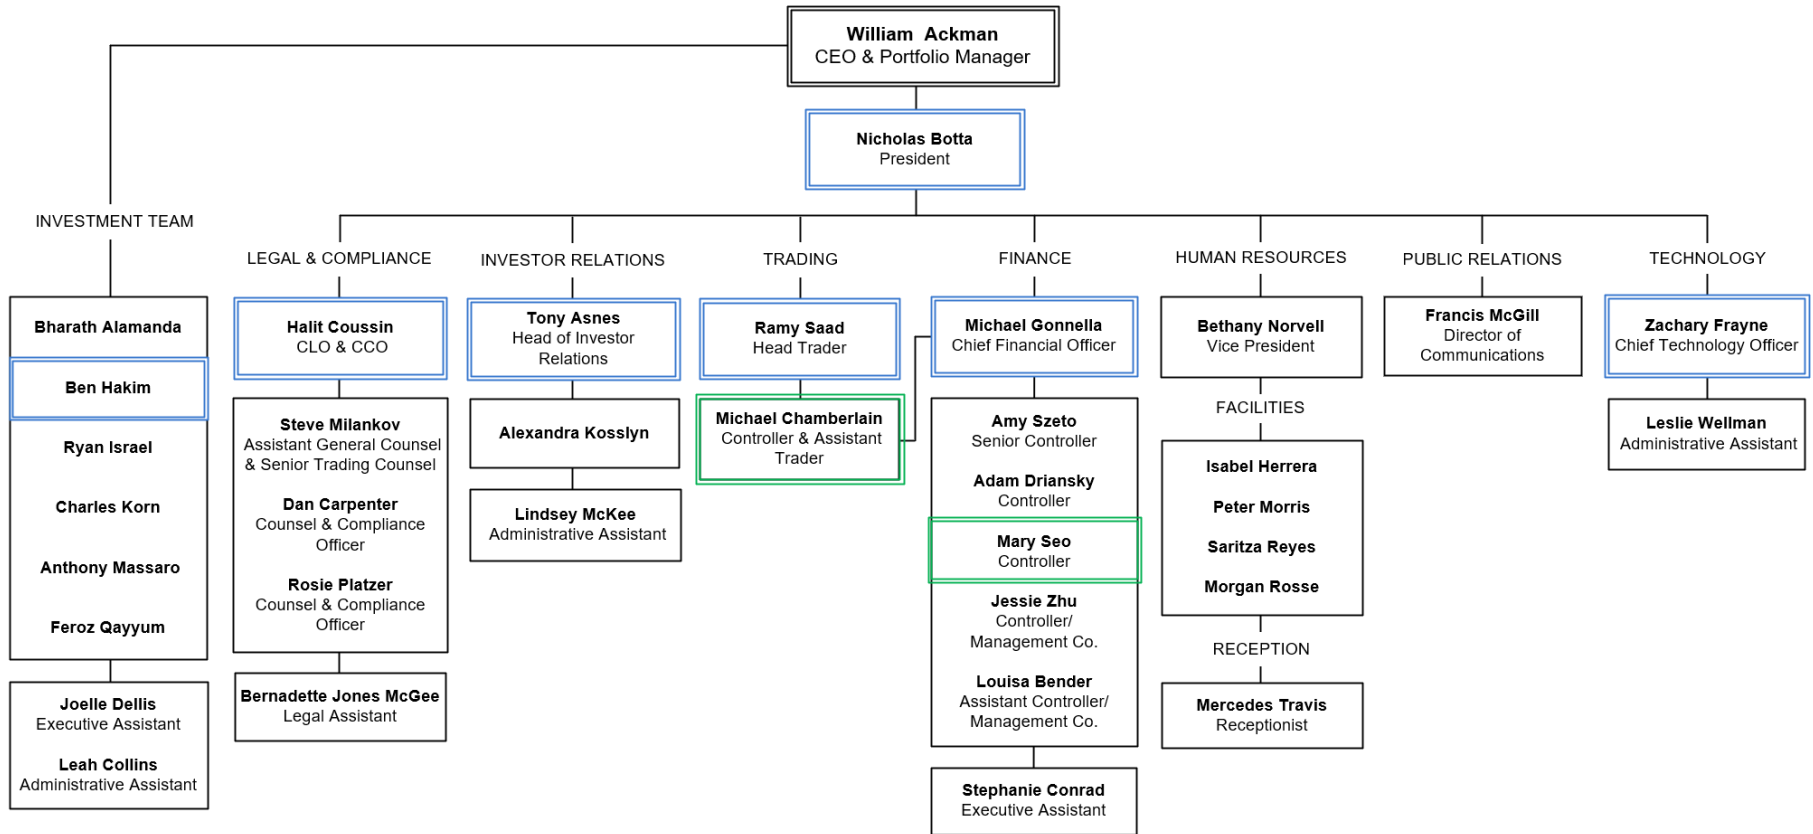 William Ackman
CEO & Portfolio Manager
Nicholas Botta
President
INVESTMENT TEAM
Bharath Alamanda
Ben Hakim
Ryan Israel
Charles Korn
Anthony Massaro
Feroz Qayyum
Joelle Dellis
Executive Assistant
Leah Collins
Administrative Assistant
LEGAL & COMPLIANCE
Halit Coussin
CLO & CCO
Steve Milankov
Assistant General Counsel
& Senior Trading Counsel
Dan Carpenter
Counsel & Compliance
Officer
Rosie Platzer
Counsel & Compliance
Officer
Bernadette Jones McGee
Legal Assistant
INVESTOR RELATIONS
Tony Asnes
Head of Investor
Relations
Alexandra Kosslyn
Lindsey McKee
Administrative Assistant
TRADING
Ramy Saad
Head Trader
Michael Chamberlain
Controller & Assistant
Trader
FINANCE
Michael Gonnella
Chief Financial Officer
Amy Szeto
Senior Controller
Adam Driansky
Controller
Mary Seo
Controller
Jessie Zhu
Controller/
Management Co.
Louisa Bender
Assistant Controller/
Management Co.
Stephanie Conrad
Executive Assistant
HUMAN RESOURCES
Bethany Norvell
Vice President
FACILITIES
Isabel Herrera
Peter Morris
Saritza Reyes
Morgan Rosse
RECEPTION
Mercedes Travis
Receptionist
PUBLIC RELATIONS
Francis McGill
Director of
Communications
TECHNOLOGY
Zachary Frayne
Chief Technology Officer
Leslie Wellman
Administrative Assistant